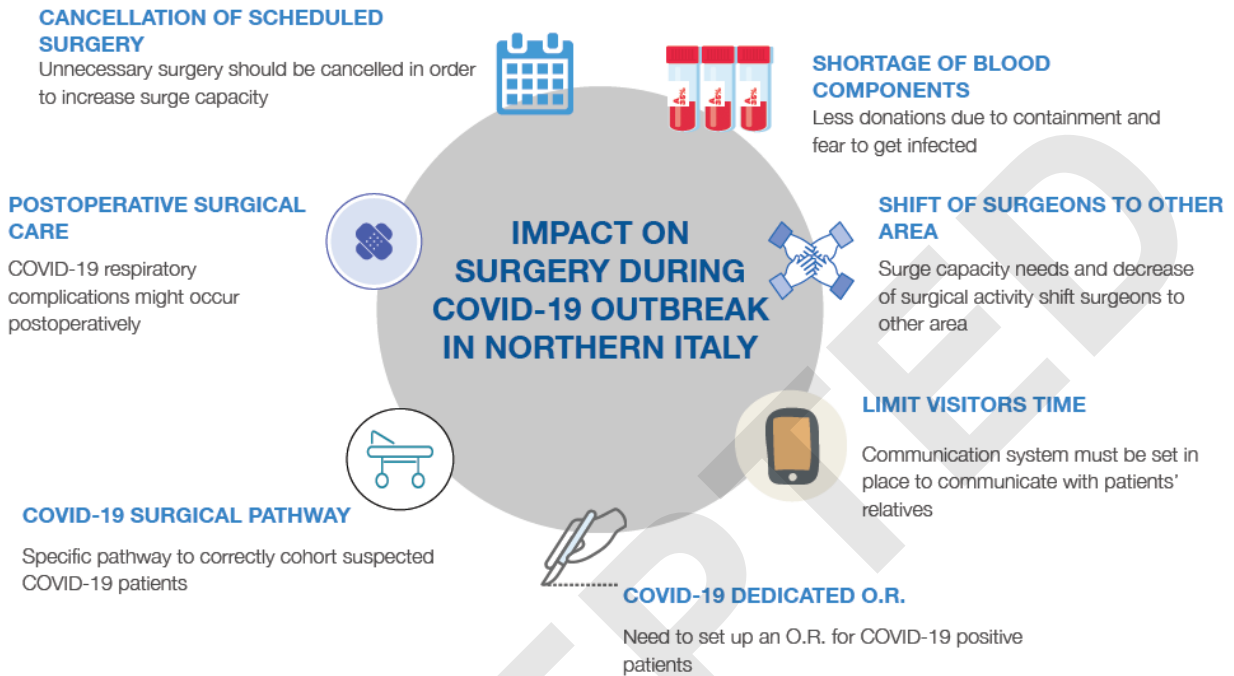 CANCELLATION OF SCHEDULED
SURGERY
Unnecessary surgery should be cancelled in order
to increase surge capacity
SHORTAGE OF BLOOD
COMPONENTS
Less donations due to containment and
fear to get infected
A
35%
A
35%
A
35%
POSTOPERATIVE SURGICAL
CARE
COVID-19 respiratory
complications might occur
postoperatively
IMPACT ON
SURGERY DURING
COVID-19 OUTBREAK
IN NORTHERN ITALY
SHIFT OF SURGEONS TO OTHER
AREA
Surge capacity needs and decrease
of surgical activity shift surgeons to
other area
LIMIT VISITORS TIME
Communication system must be set in
place to communicate with patients’
relatives
COVID-19 SURGICAL PATHWAY
Specific pathway to correctly cohort suspected
COVID-19 patients
COVID-19 DEDICATED O.R.
Need to set up an O.R. for COVID-19 positive
patients
EPTED